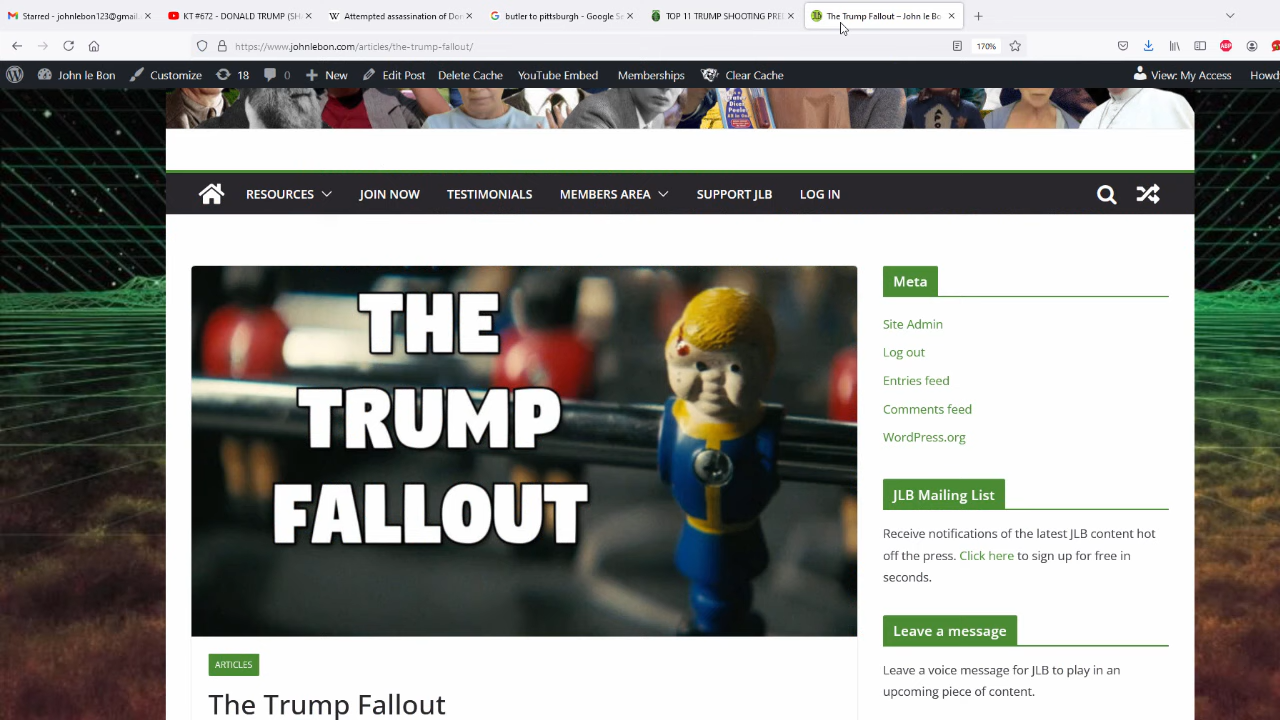 Starred - johnlebon123@gmail
KT #672 - DONALD TRUMP (SH
Attempted assassination of Do
butler to pittsburgh - Google Se
TOP 11 TRUMP SHOOTING PRE
The Trump Fallout – John le Bo
https://www.johnlebon.com/articles/the-trump-fallout/
170%
ABP
John le Bon
Customize
18
0
New
Edit Post
Delete Cache
YouTube Embed
Memberships
Clear Cache
View: My Access
Howd
RESOURCES
JOIN NOW
TESTIMONIALS
MEMBERS AREA
SUPPORT JLB
LOG IN
THE
TRUMP
FALLOUT
ARTICLES
The Trump Fallout
Meta
Site Admin
Log out
Entries feed
Comments feed
WordPress.org
JLB Mailing List
Receive notifications of the latest JLB content hot
off the press. Click here to sign up for free in
seconds.
Leave a message
Leave a voice message for JLB to play in an
upcoming piece of content.